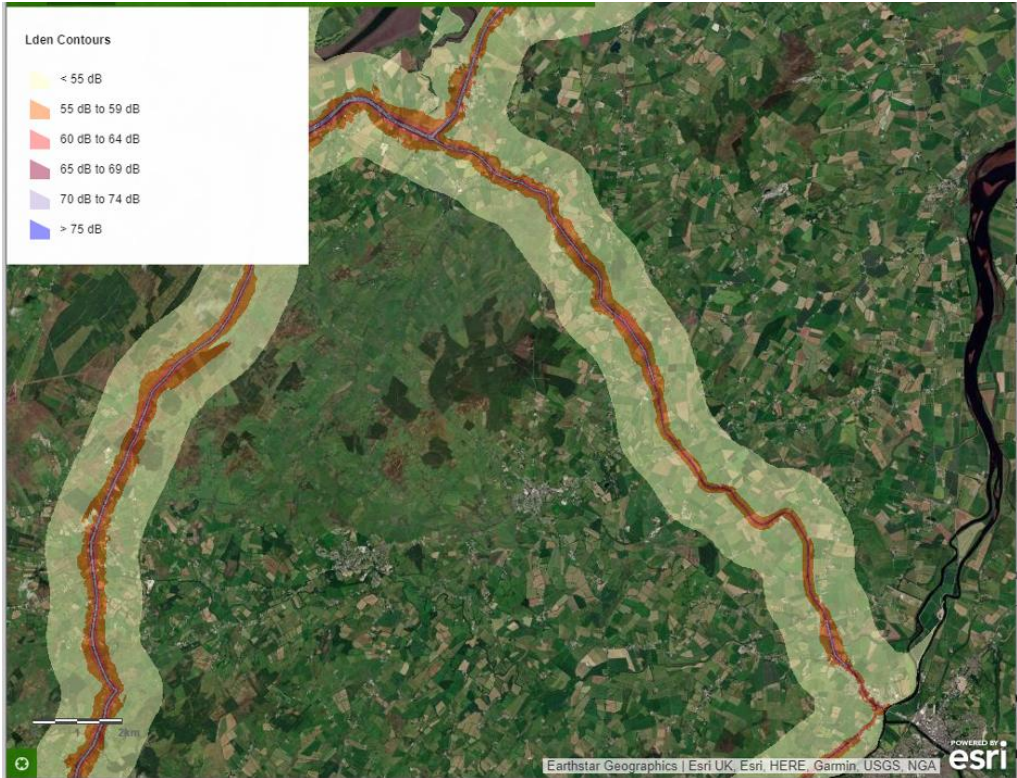 Lden Contours
< 55 dB
55 dB to 59 dB
60 dB to 64 dB
65 dB to 69 dB
70 dB to 74 dB
> 75 dB
1 2km
Earthstar Geographics | Esri UK, Esri, HERE, Garmin, USGS, NGA
POWERED BY
esri